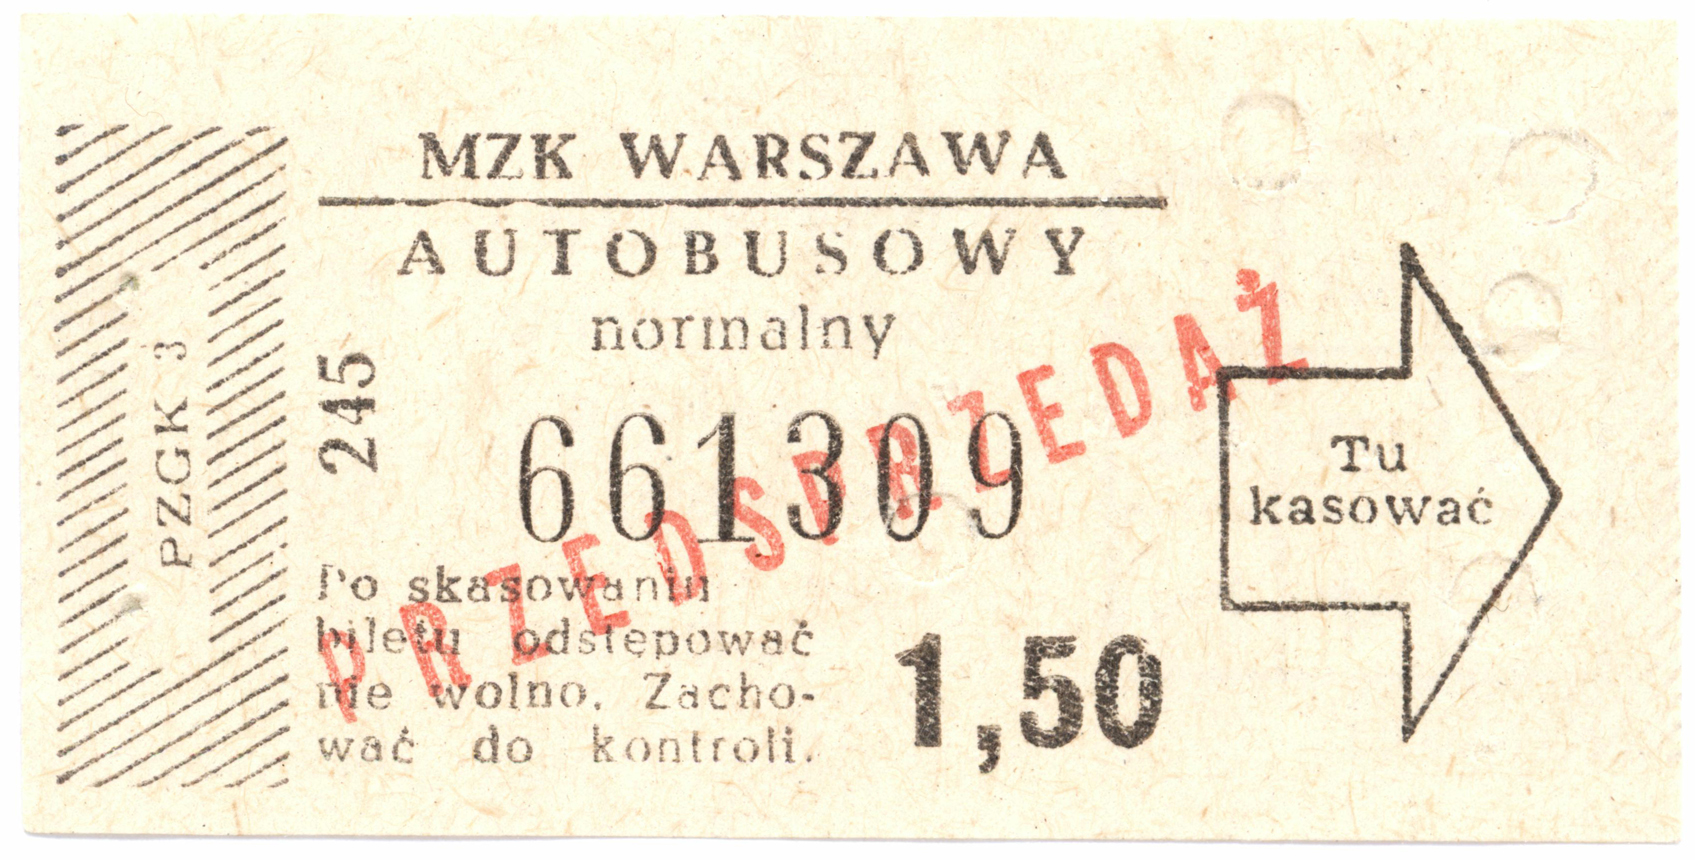 MZK WARSZAWA
AUTOBUSOWY
normalny
PZGK 3
245
661309
PRZEDSPRZEDAŻ
Tu
kasować
Po skasowaniu
biletu odstępować
nie wolno. Zacho-
wać do kontroli.
1,50